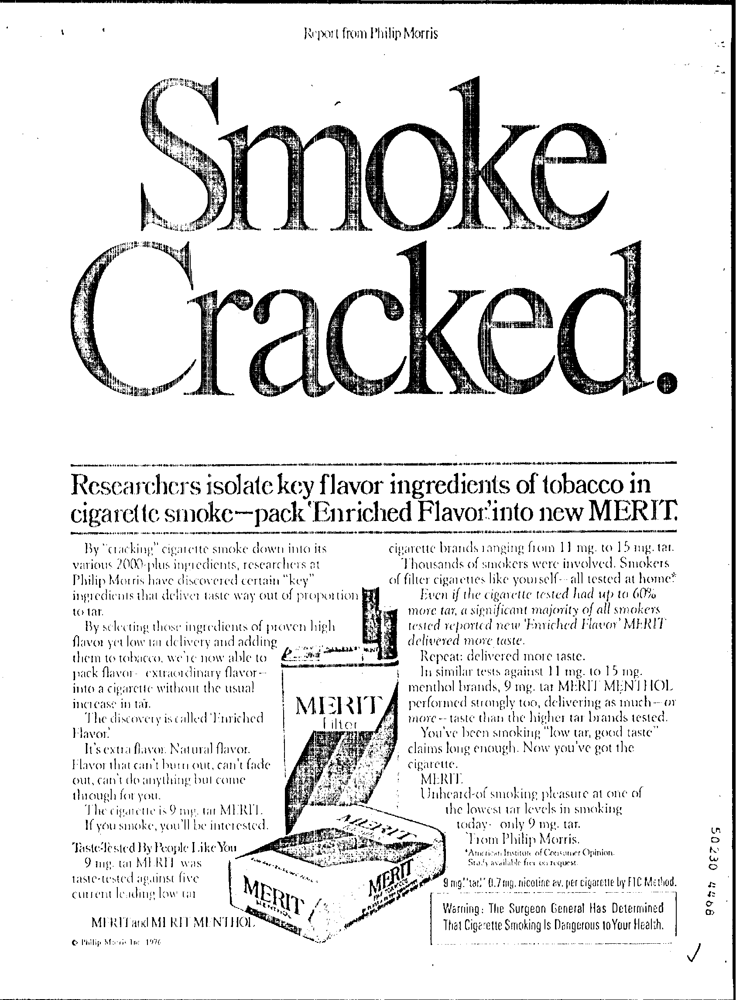 Report from Philip Morris
Smoke
Cracked.
Researchers isolate key flavor ingredients of tobacco in
cigarette smoke—pack 'Enriched Flavor' into new MERIT.
By "cracking" cigarette smoke down into its
various 2000-plus ingredients, researchers at
Philip Morris have discovered certain "key"
ingredients that deliver taste way out of proportion
to tar.
By selecting those ingredients of proven high
flavor yet low tar delivery and adding
them to tobacco, we're now able to
pack flavor—extraordinary flavor—
into a cigarette without the usual
increase in tar.
The discovery is called 'Enriched
Flavor.'
It's extra flavor. Natural flavor.
Flavor that can't burn out, can't fade
out, can't do anything but come
through for you.
The cigarette is 9 mg. tar MERIT.
If you smoke, you'll be interested.
Taste-Tested By People Like You
9 mg. tar MERIT was
taste-tested against five
current leading low tar
MERIT and MERIT MENTHOL
© Philip Morris Inc. 1976
cigarette brands ranging from 11 mg. to 15 mg. tar.
Thousands of smokers were involved. Smokers
of filter cigarettes like yourself—all tested at home.*
Even if the cigarette tested had up to 60%
more tar, a significant majority of all smokers
tested reported new 'Enriched Flavor' MERIT
delivered more taste.
Repeat: delivered more taste.
In similar tests against 11 mg. to 15 mg.
menthol brands, 9 mg. tar MERIT MENTHOL
performed strongly too, delivering as much—or
more—taste than the higher tar brands tested.
You've been smoking "low tar, good taste"
claims long enough. Now you've got the
cigarette.
MERIT.
Unheard-of smoking pleasure at one of
the lowest tar levels in smoking
today—only 9 mg. tar.
From Philip Morris.
*American Institute of Consumer Opinion.
Study available free on request.
9 mg. "tar," 0.7 mg. nicotine av. per cigarette by FTC Method.
Warning: The Surgeon General Has Determined
That Cigarette Smoking Is Dangerous to Your Health.
MERIT
Filter
MERIT
MERIT
MENTHOL
MERIT
50230 4468